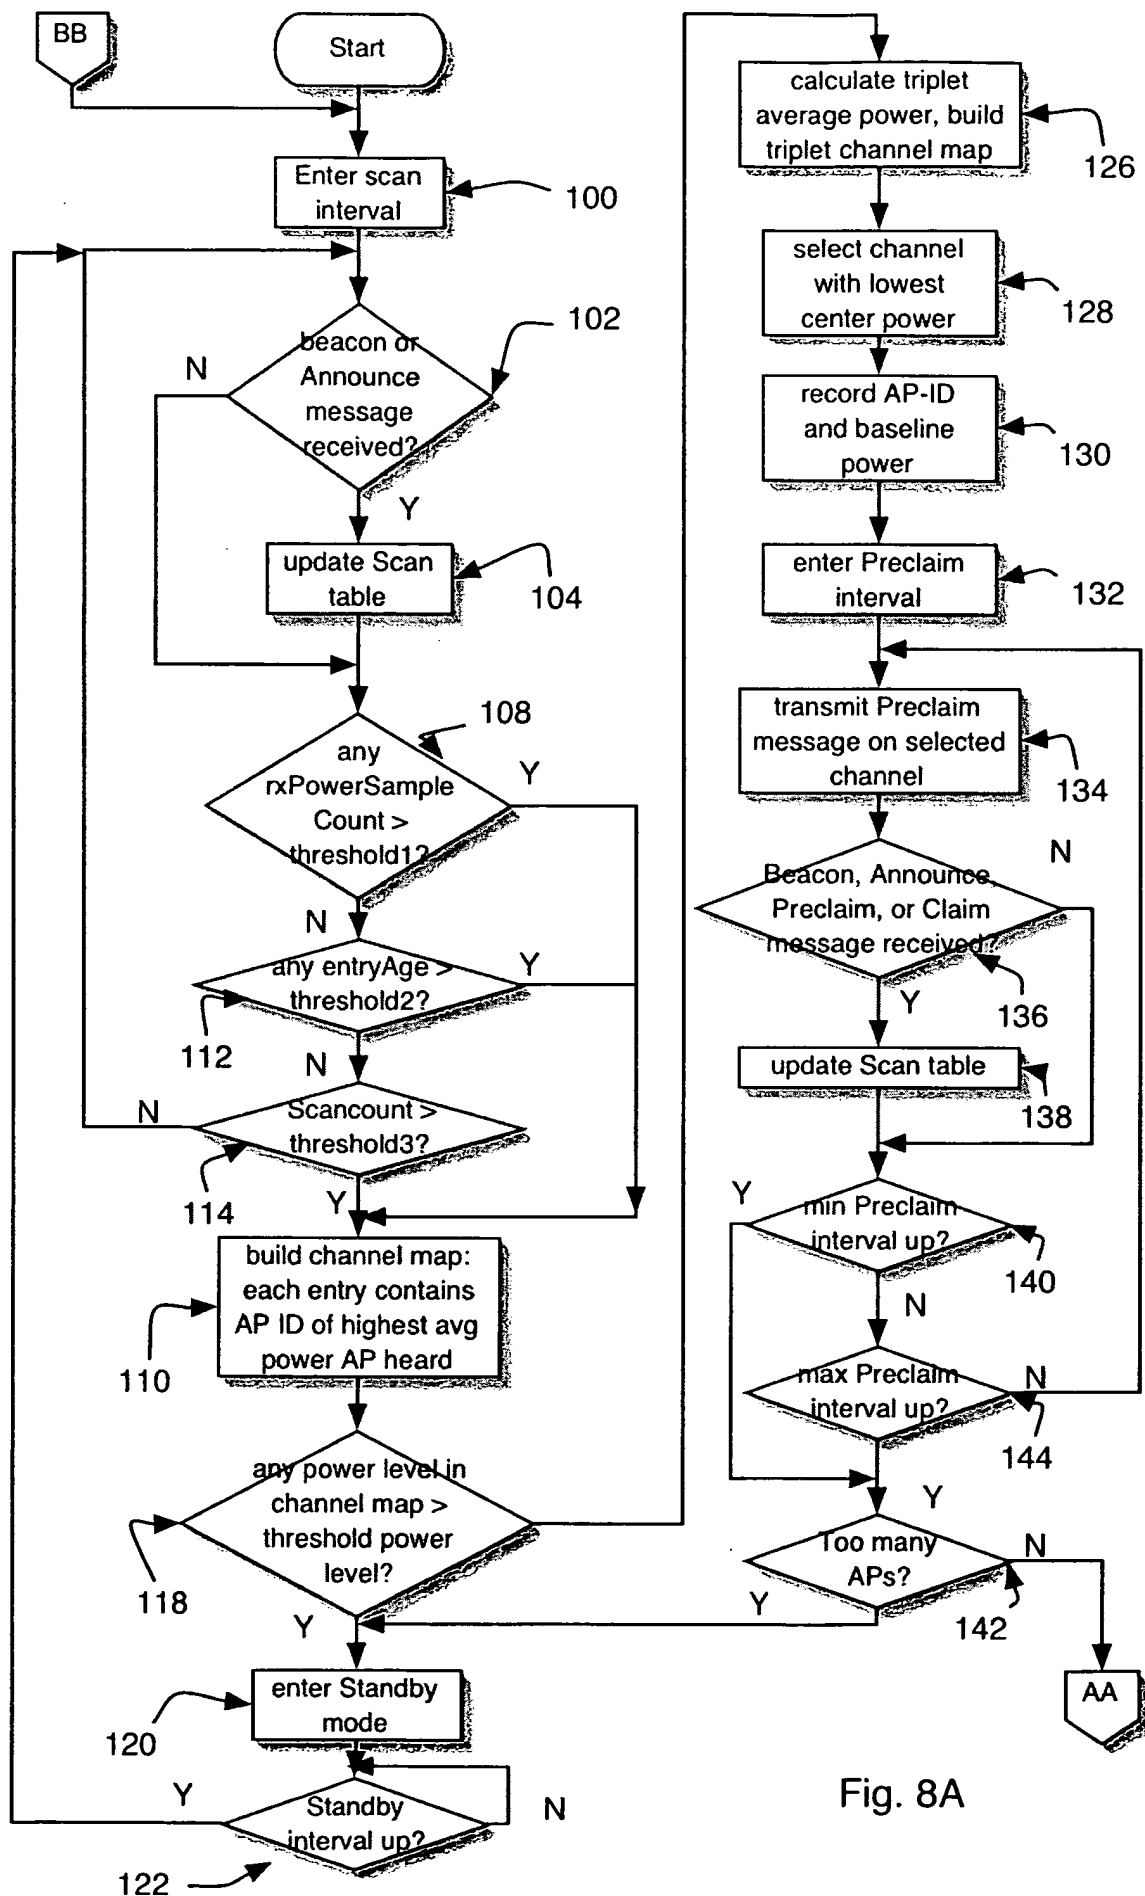 BB
Start
Enter scan
interval
100
beacon or
Announce
message
received?
102
N
Y
update Scan
table
104
any
rxPowerSample
Count >
threshold1?
108
Y
N
any entryAge >
threshold2?
Y
112
N
Scancount >
threshold3?
N
114
Y
build channel map:
each entry contains
AP ID of highest avg
power AP heard
110
any power level in
channel map >
threshold power
level?
118
Y
enter Standby
mode
120
Standby
interval up?
Y
N
122
calculate triplet
average power, build
triplet channel map
126
select channel
with lowest
center power
128
record AP-ID
and baseline
power
130
enter Preclaim
interval
132
transmit Preclaim
message on selected
channel
134
Beacon, Announce
Preclaim, or Claim
message received?
N
136
Y
update Scan table
138
min Preclaim
interval up?
Y
140
N
max Preclaim
interval up?
N
144
Y
Too many
APs?
N
Y
142
AA
Fig. 8A